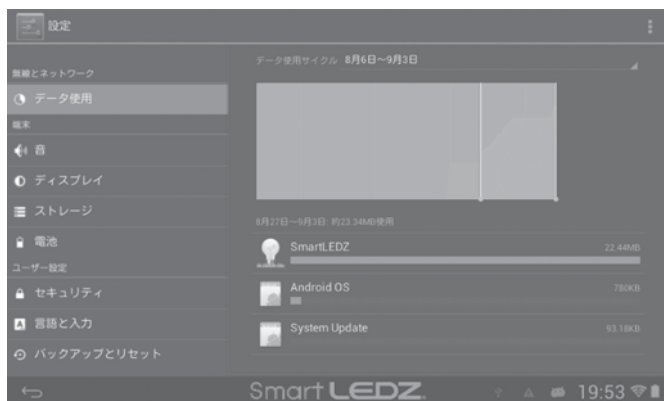 設定
無線とネットワーク
データ使用
端末
音
ディスプレイ
ストレージ
電池
ユーザー設定
セキュリティ
言語と入力
バックアップとリセット
データ使用サイクル 8月6日～9月3日
8月27日～9月3日: 約23.34MB使用
SmartLEDZ 22.44MB
Android OS 780KB
System Update 93.18KB
Smart LEDZ. 19:53